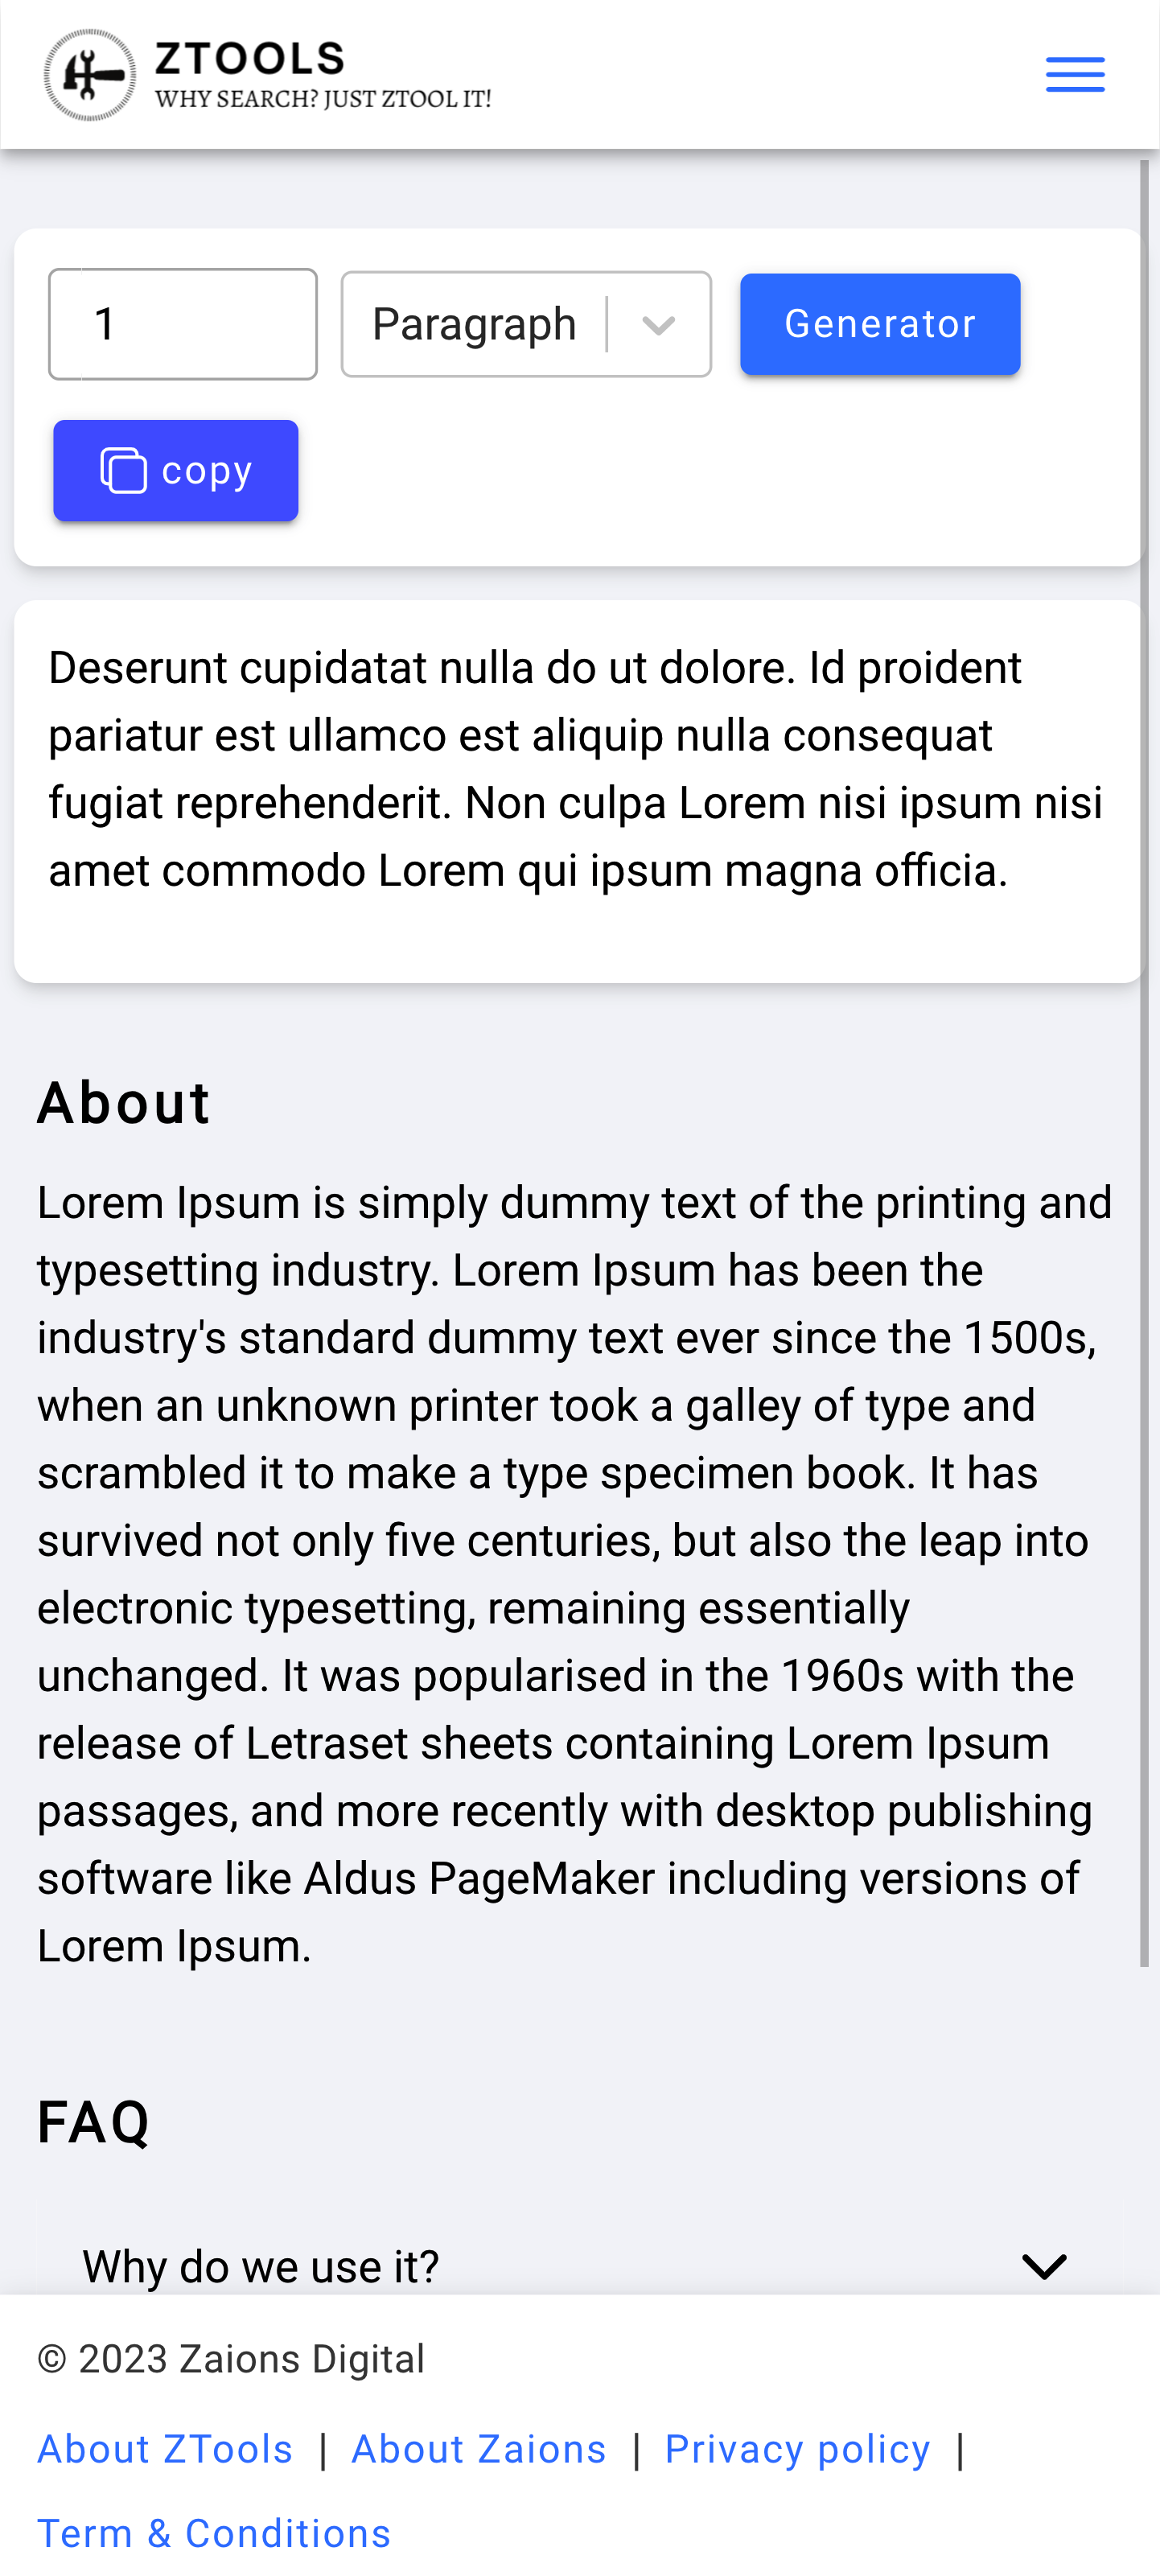 ZTOOLS
WHY SEARCH? JUST ZTOOL IT!
1
Paragraph
Generator
copy
Deserunt cupidatat nulla do ut dolore. Id proident
pariatur est ullamco est aliquip nulla consequat
fugiat reprehenderit. Non culpa Lorem nisi ipsum nisi
amet commodo Lorem qui ipsum magna officia.
About
Lorem Ipsum is simply dummy text of the printing and
typesetting industry. Lorem Ipsum has been the
industry's standard dummy text ever since the 1500s,
when an unknown printer took a galley of type and
scrambled it to make a type specimen book. It has
survived not only five centuries, but also the leap into
electronic typesetting, remaining essentially
unchanged. It was popularised in the 1960s with the
release of Letraset sheets containing Lorem Ipsum
passages, and more recently with desktop publishing
software like Aldus PageMaker including versions of
Lorem Ipsum.
FAQ
Why do we use it?
© 2023 Zaions Digital
About ZTools | About Zaions | Privacy policy |
Term & Conditions